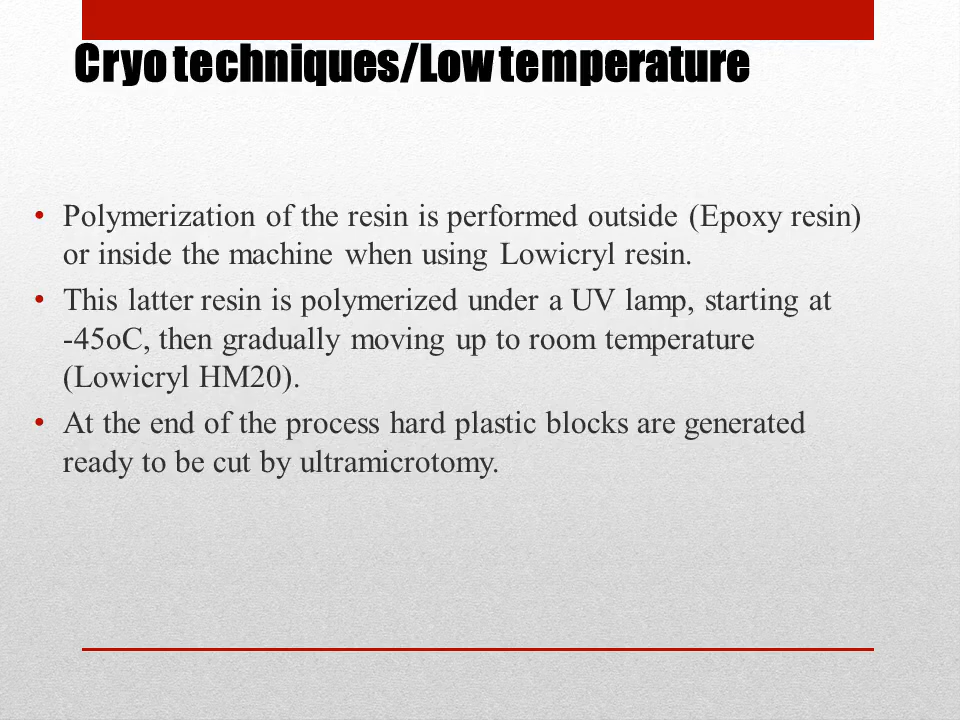 Cryo techniques/Low temperature
• Polymerization of the resin is performed outside (Epoxy resin)
or inside the machine when using Lowicryl resin.
• This latter resin is polymerized under a UV lamp, starting at
-45oC, then gradually moving up to room temperature
(Lowicryl HM20).
• At the end of the process hard plastic blocks are generated
ready to be cut by ultramicrotomy.